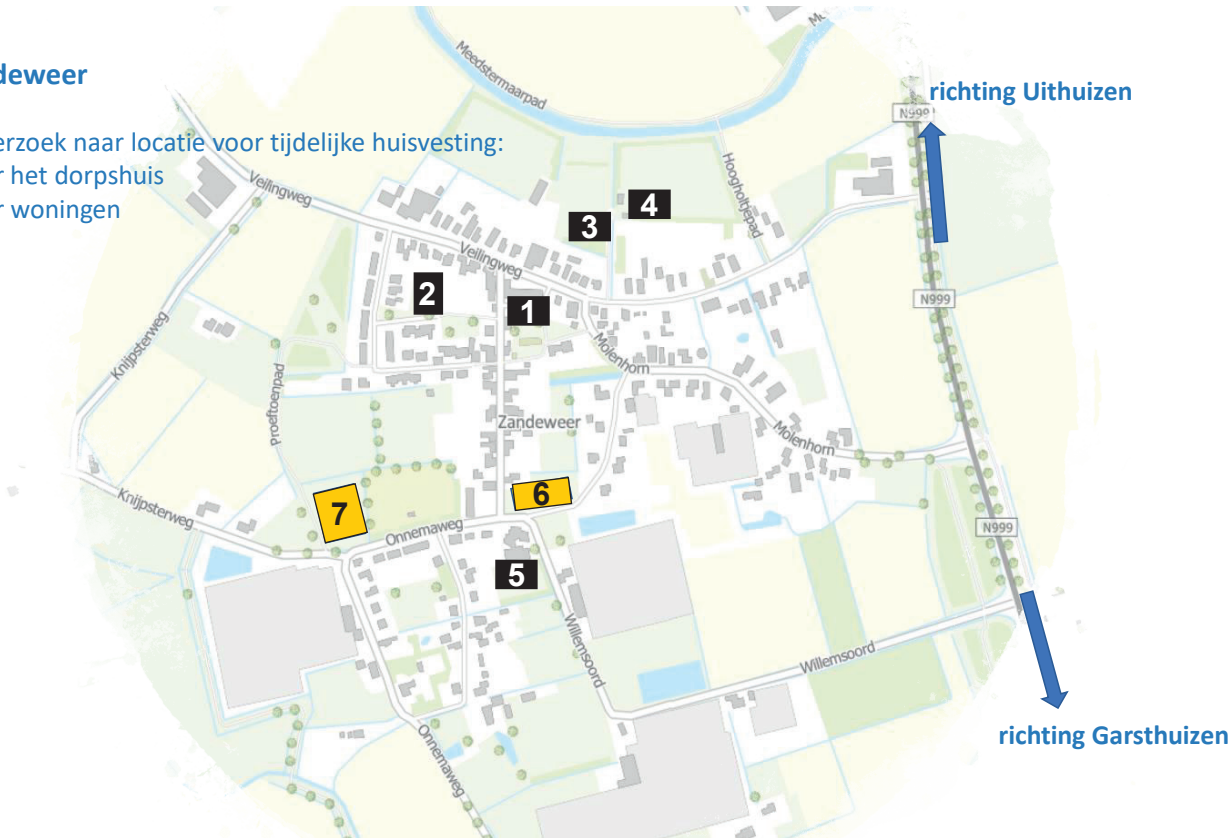 deweer
erzoek naar locatie voor tijdelijke huisvesting:
r het dorpshuis
r woningen
richting Uithuizen
N999
Meedstermaarpad
Veilingweg
Hoogholtjepad
4
3
Veilingweg
2
1
N999
Knijpsterweg
Molenhorn
Proeftoenpad
Zandeweer
Molenhorn
Knijpsterweg
7
6
Onnemaweg
N999
5
Willemsoord
Willemsoord
Onnemaweg
richting Garsthuizen